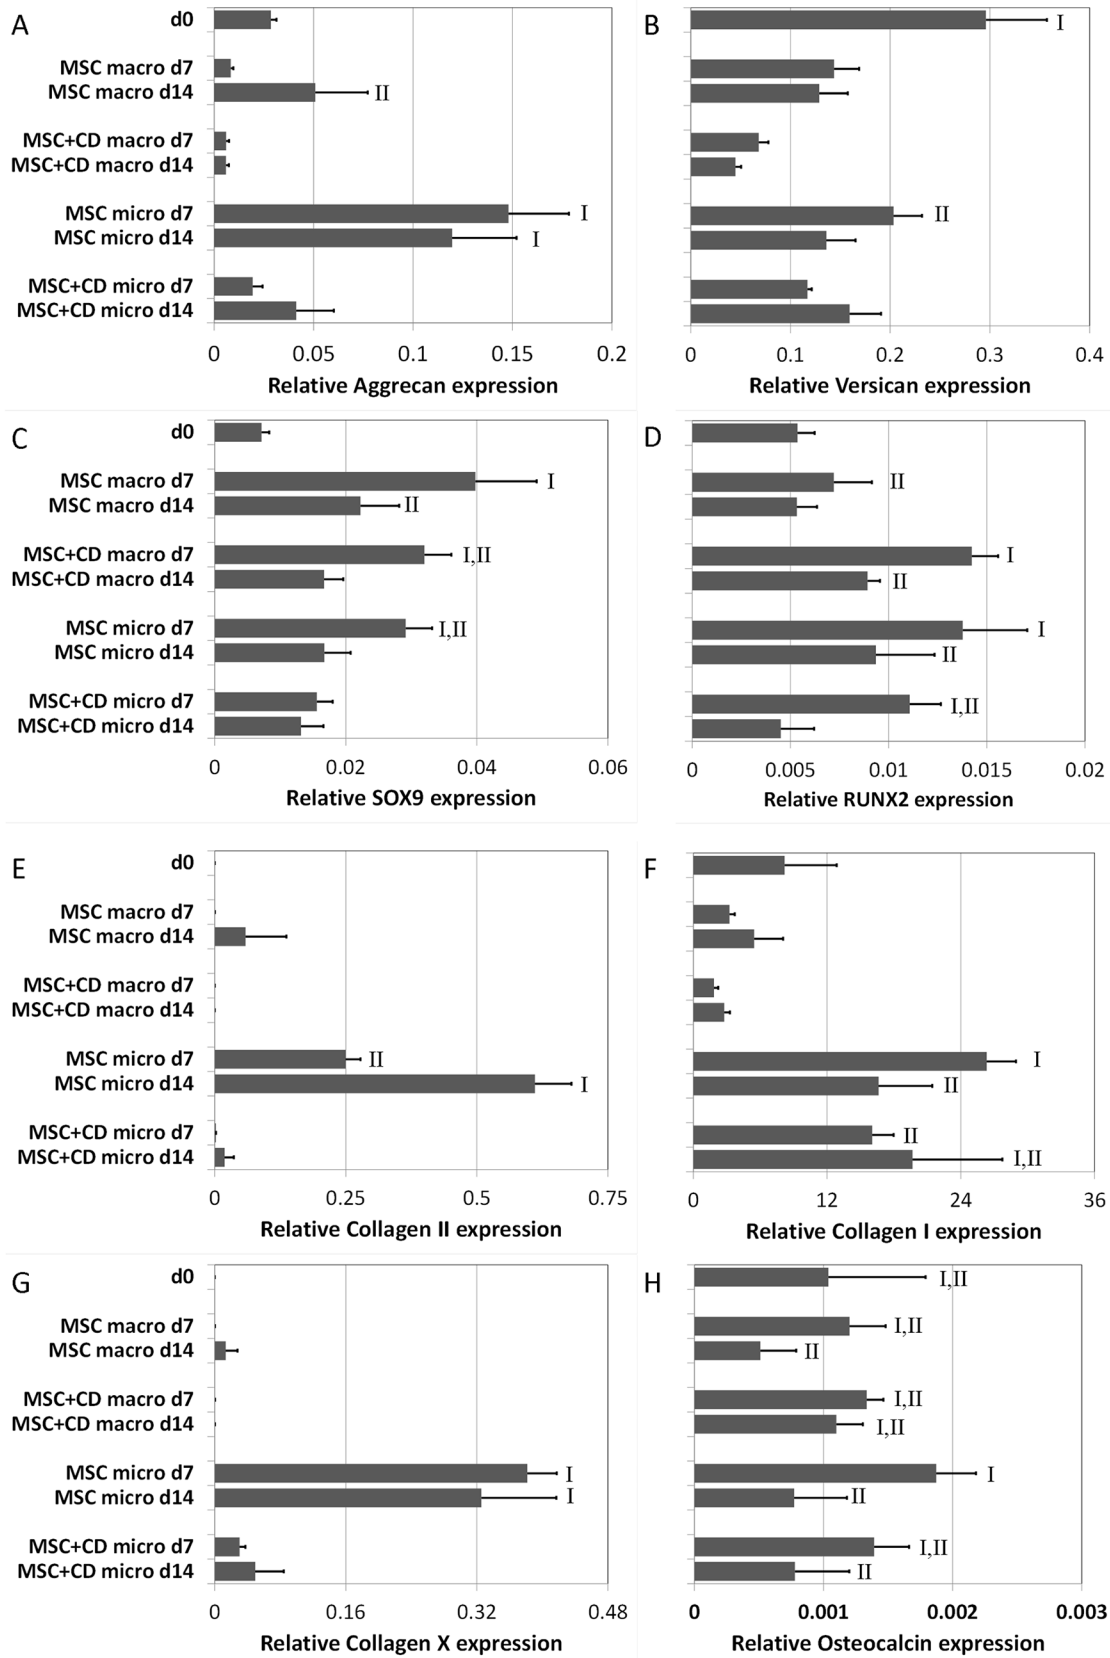 A
d0
MSC macro d7
MSC macro d14 II
MSC+CD macro d7
MSC+CD macro d14
MSC micro d7 I
MSC micro d14 I
MSC+CD micro d7
MSC+CD micro d14
0 0.05 0.1 0.15 0.2
Relative Aggrecan expression
B
I
II
0 0.1 0.2 0.3 0.4
Relative Versican expression
C
d0
MSC macro d7 I
MSC macro d14 II
MSC+CD macro d7 I,II
MSC+CD macro d14
MSC micro d7 I,II
MSC micro d14
MSC+CD micro d7
MSC+CD micro d14
0 0.02 0.04 0.06
Relative SOX9 expression
D
II
I
II
I
II
I,II
0 0.005 0.01 0.015 0.02
Relative RUNX2 expression
E
d0
MSC macro d7
MSC macro d14
MSC+CD macro d7
MSC+CD macro d14
MSC micro d7 II
MSC micro d14 I
MSC+CD micro d7
MSC+CD micro d14
0 0.25 0.5 0.75
Relative Collagen II expression
F
I
II
II
I,II
0 12 24 36
Relative Collagen I expression
G
d0
MSC macro d7
MSC macro d14
MSC+CD macro d7
MSC+CD macro d14
MSC micro d7 I
MSC micro d14 I
MSC+CD micro d7
MSC+CD micro d14
0 0.16 0.32 0.48
Relative Collagen X expression
H
I,II
I,II
II
I,II
I,II
I
II
I,II
II
0 0.001 0.002 0.003
Relative Osteocalcin expression